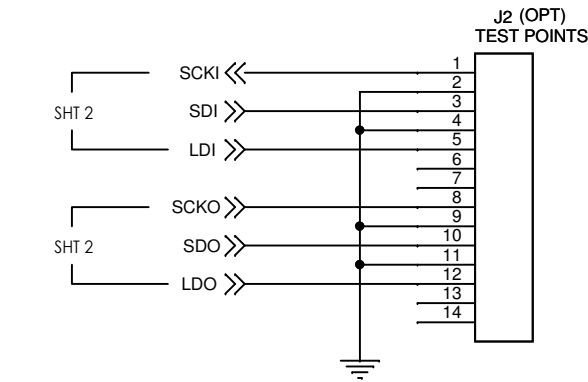 J2 (OPT)
TEST POINTS
SCKI
1
2
SHT 2
SDI
3
4
LDI
5
6
7
SCKO
8
9
SHT 2
SDO
10
11
LDO
12
13
14